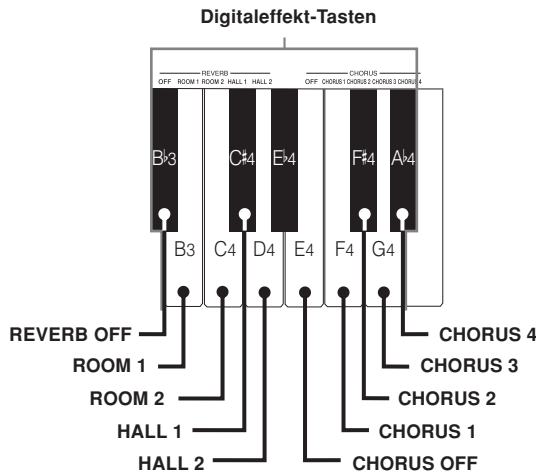 Digitaleffekt-Tasten
REVERB CHORUS
OFF ROOM 1 ROOM 2 HALL 1 HALL 2 OFF CHORUS 1 CHORUS 2 CHORUS 3 CHORUS 4
B♭3 C♯4 E♭4 F♯4 A♭4
B3 C4 D4 E4 F4 G4
REVERB OFF CHORUS 4
ROOM 1 CHORUS 3
ROOM 2 CHORUS 2
HALL 1 CHORUS 1
HALL 2 CHORUS OFF